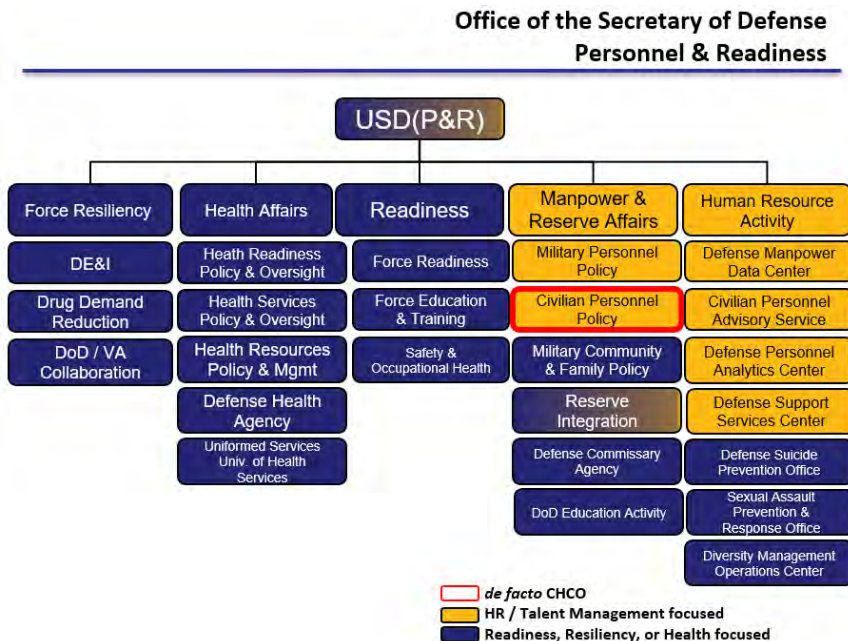 Office of the Secretary of Defense
Personnel & Readiness
USD(P&R)
Force Resiliency
DE&I
Drug Demand
Reduction
DoD / VA
Collaboration
Health Affairs
Heath Readiness
Policy & Oversight
Health Services
Policy & Oversight
Health Resources
Policy & Mgmt
Defense Health
Agency
Uniformed Services
Univ. of Health
Services
Readiness
Force Readiness
Force Education
& Training
Safety &
Occupational Health
Manpower &
Reserve Affairs
Military Personnel
Policy
Civilian Personnel
Policy
Military Community
& Family Policy
Reserve
Integration
Defense Commissary
Agency
DoD Education Activity
Human Resource
Activity
Defense Manpower
Data Center
Civilian Personnel
Advisory Service
Defense Personnel
Analytics Center
Defense Support
Services Center
Defense Suicide
Prevention Office
Sexual Assault
Prevention &
Response Office
Diversity Management
Operations Center
de facto CHCO
HR / Talent Management focused
Readiness, Resiliency, or Health focused